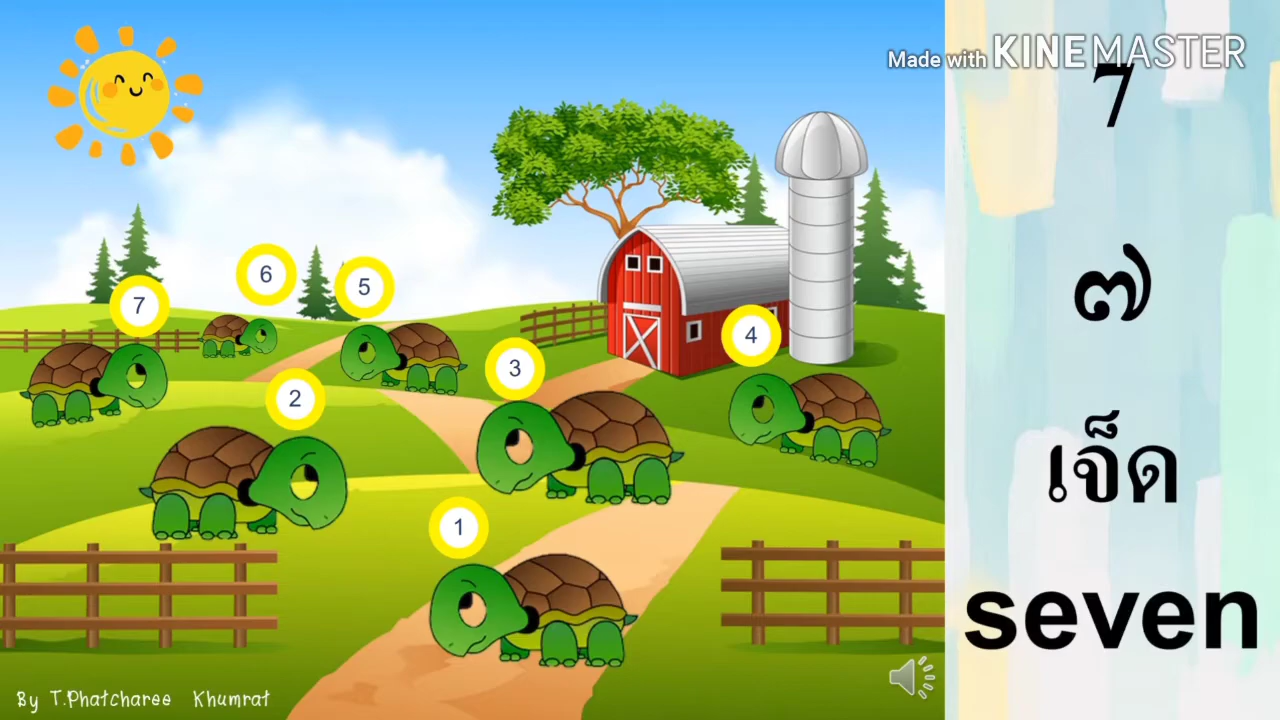 Made with KINEMASTER
7
๗
เจ็ด
seven
6
5
7
4
3
2
1
By T.Phatcharee Khumrat